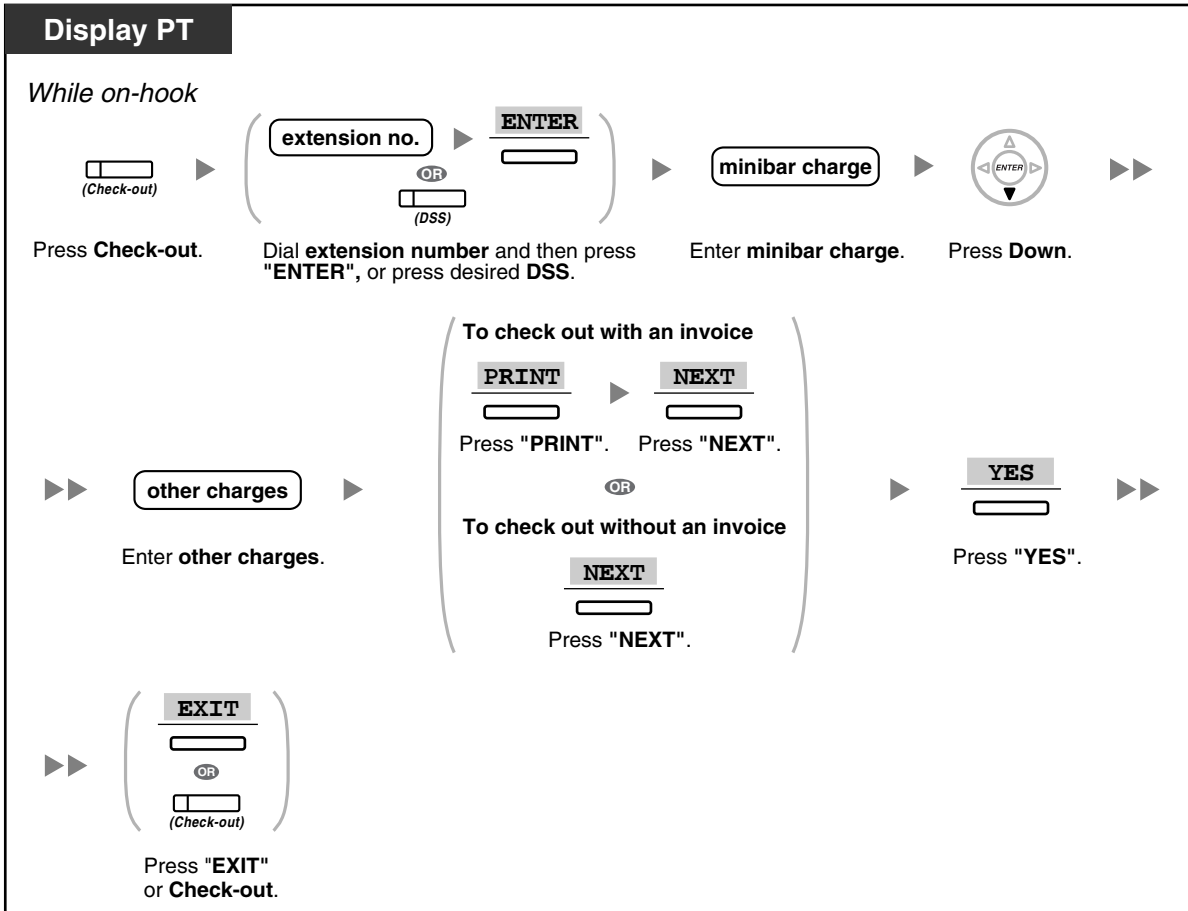 Display PT
While on-hook
(Check-out)
extension no.
ENTER
OR
(DSS)
minibar charge
ENTER
Press Check-out.
Dial extension number and then press
"ENTER", or press desired DSS.
Enter minibar charge.
Press Down.
To check out with an invoice
PRINT
NEXT
Press "PRINT".
Press "NEXT".
OR
To check out without an invoice
NEXT
Press "NEXT".
other charges
Enter other charges.
YES
Press "YES".
EXIT
OR
(Check-out)
Press "EXIT"
or Check-out.